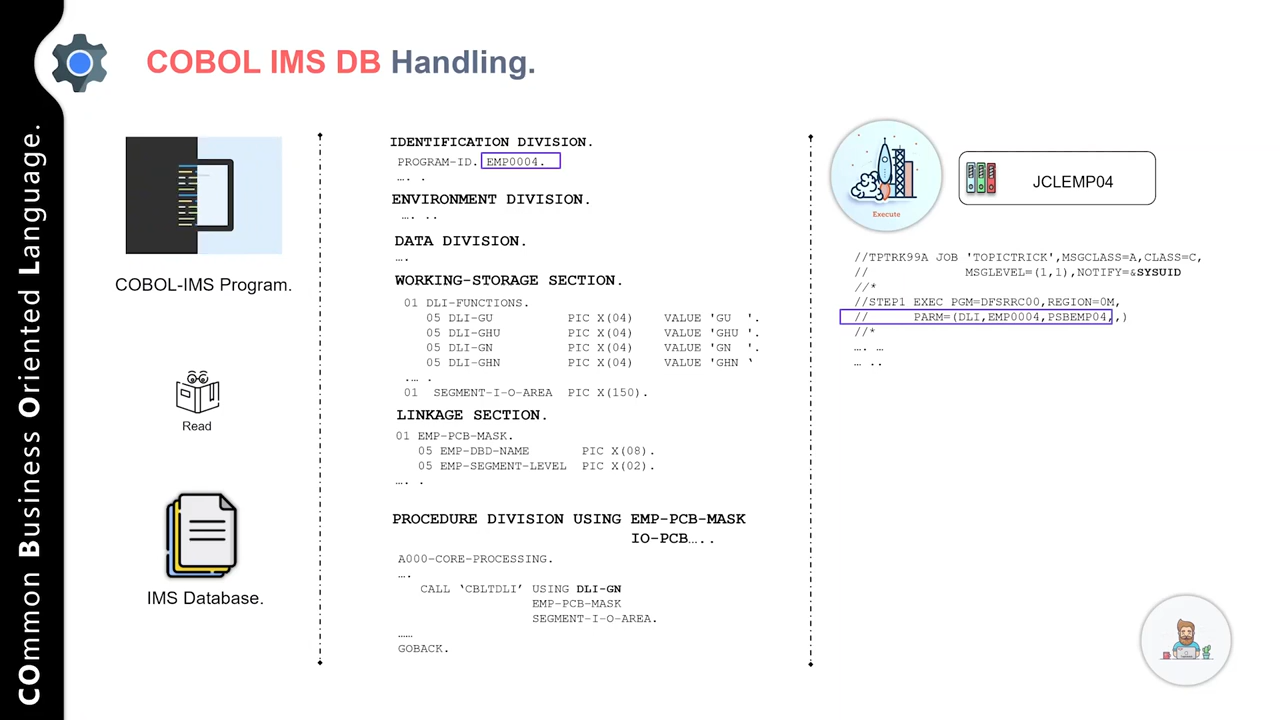 COmmon Business Oriented Language.
COBOL IMS DB Handling.
COBOL-IMS Program.
Read
IMS Database.
IDENTIFICATION DIVISION.
PROGRAM-ID. EMP0004.
…. .
ENVIRONMENT DIVISION.
…. ..
DATA DIVISION.
….
WORKING-STORAGE SECTION.
01 DLI-FUNCTIONS.
05 DLI-GU PIC X(04) VALUE 'GU '.
05 DLI-GHU PIC X(04) VALUE 'GHU '.
05 DLI-GN PIC X(04) VALUE 'GN '.
05 DLI-GHN PIC X(04) VALUE 'GHN ‘
.… .
01 SEGMENT-I-O-AREA PIC X(150).
LINKAGE SECTION.
01 EMP-PCB-MASK.
05 EMP-DBD-NAME PIC X(08).
05 EMP-SEGMENT-LEVEL PIC X(02).
…. .
PROCEDURE DIVISION USING EMP-PCB-MASK
IO-PCB…..
A000-CORE-PROCESSING.
….
CALL ‘CBLTDLI’ USING DLI-GN
EMP-PCB-MASK
SEGMENT-I-O-AREA.
……
GOBACK.
Execute
JCLEMP04
//TPTRK99A JOB 'TOPICTRICK',MSGCLASS=A,CLASS=C,
// MSGLEVEL=(1,1),NOTIFY=&SYSUID
//*
//STEP1 EXEC PGM=DFSRRC00,REGION=0M,
// PARM=(DLI,EMP0004,PSBEMP04,,)
//*
…. …
… ..